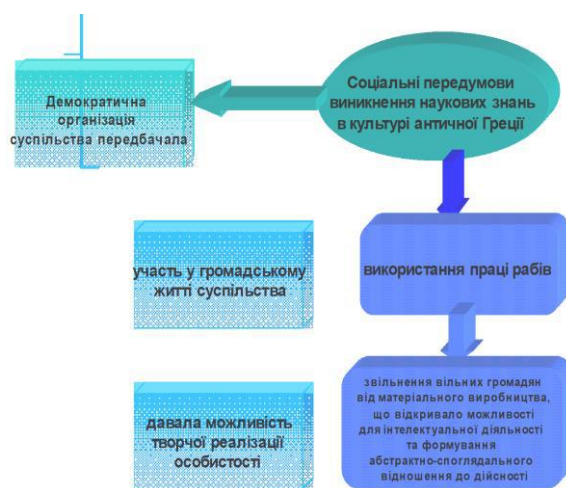 Соціальні передумови
виникнення наукових знань
в культурі античної Греції
Демократична
організація
суспільства передбачала
участь у громадському
житті суспільства
давала можливість
творчої реалізації
особистості
використання праці рабів
звільнення вільних громадян
від матеріального виробництва,
що відкривало можливості
для інтелектуальної діяльності
та формування
абстрактно-споглядального
відношення до дійсності